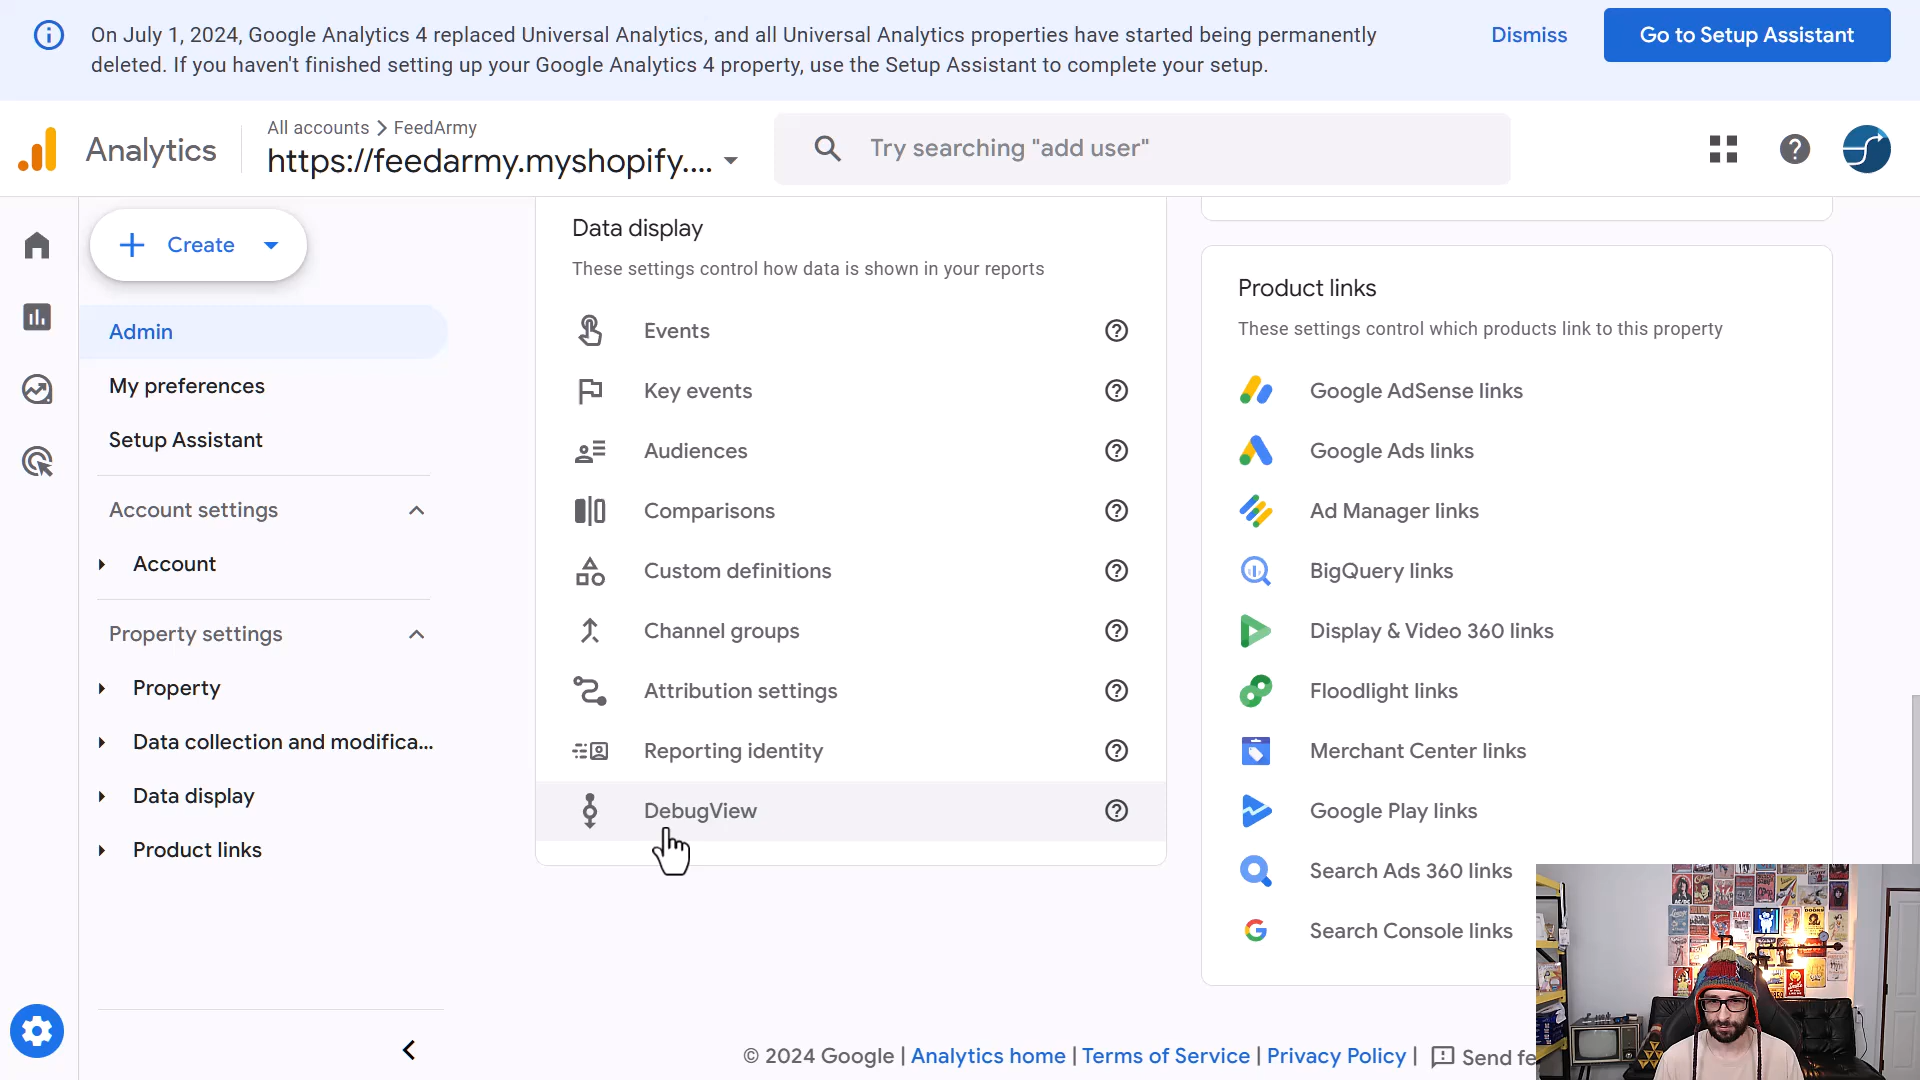 On July 1, 2024, Google Analytics 4 replaced Universal Analytics, and all Universal Analytics properties have started being permanently
deleted. If you haven't finished setting up your Google Analytics 4 property, use the Setup Assistant to complete your setup.
Dismiss
Go to Setup Assistant
Analytics
All accounts > FeedArmy
https://feedarmy.myshopify....
Try searching "add user"
Create
Admin
My preferences
Setup Assistant
Account settings
Account
Property settings
Property
Data collection and modifica...
Data display
Product links
Data display
These settings control how data is shown in your reports
Events
Key events
Audiences
Comparisons
Custom definitions
Channel groups
Attribution settings
Reporting identity
DebugView
Product links
These settings control which products link to this property
Google AdSense links
Google Ads links
Ad Manager links
BigQuery links
Display & Video 360 links
Floodlight links
Merchant Center links
Google Play links
Search Ads 360 links
Search Console links
© 2024 Google | Analytics home | Terms of Service | Privacy Policy | Send fe